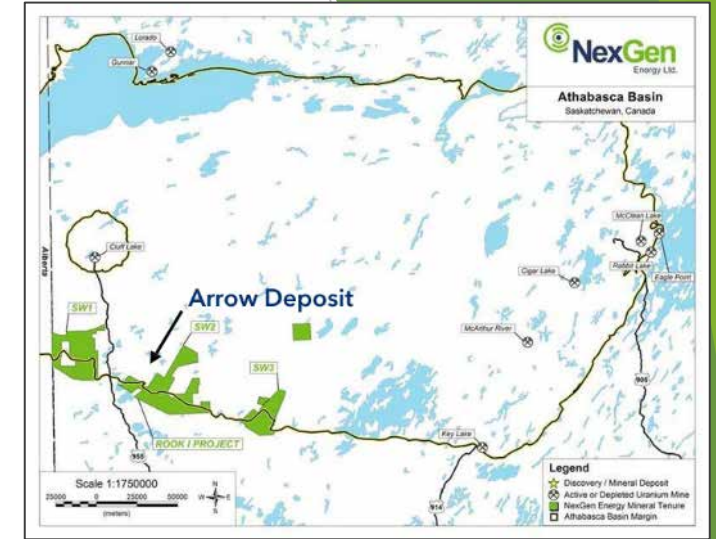 NexGen
Energy Ltd.
Athabasca Basin
Saskatchewan, Canada
Lorado
Gunnar
McClean Lake
Rabbit Lake
Eagle Point
Cluff Lake
Alberta
Cigar Lake
Arrow Deposit
SW1
SW2
McArthur River
SW3
905
ROOK I PROJECT
Key Lake
955
914
Scale 1:1750000
25000 0 25000 50000
(meters)
N
W E
S
Legend
Discovery / Mineral Deposit
Active or Depleted Uranium Mine
NexGen Energy Mineral Tenure
Athabasca Basin Margin